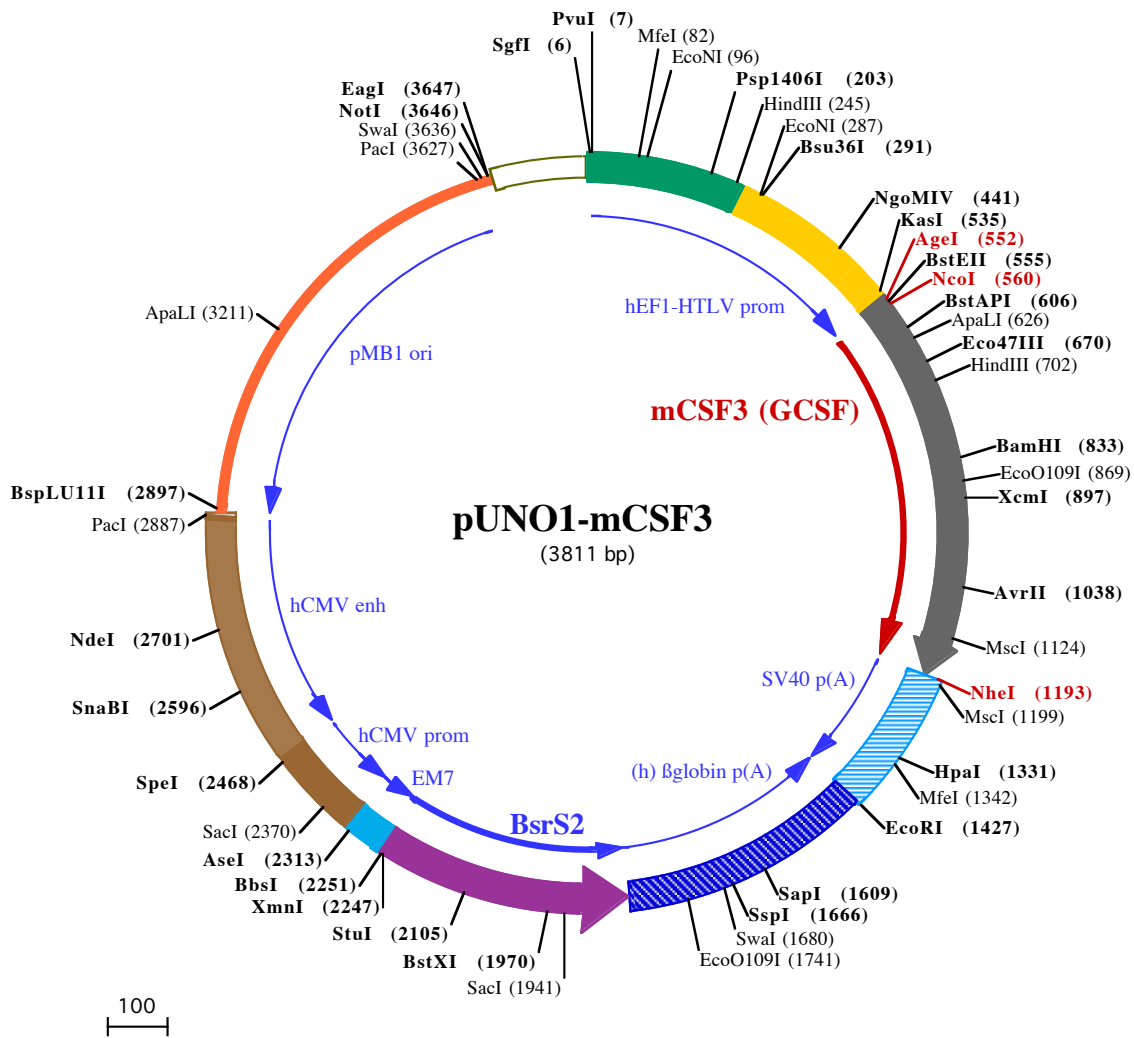 PvuI (7)
SgfI (6)
MfeI (82)
EcoNI (96)
Psp1406I (203)
HindIII (245)
EcoNI (287)
Bsu36I (291)
EagI (3647)
NotI (3646)
SwaI (3636)
PacI (3627)
NgoMIV (441)
KasI (535)
AgeI (552)
BstEII (555)
NcoI (560)
BstAPI (606)
ApaLI (626)
Eco47III (670)
HindIII (702)
BamHI (833)
EcoO109I (869)
XcmI (897)
AvrII (1038)
MscI (1124)
NheI (1193)
MscI (1199)
HpaI (1331)
MfeI (1342)
EcoRI (1427)
SapI (1609)
SspI (1666)
SwaI (1680)
EcoO109I (1741)
SacI (1941)
BstXI (1970)
StuI (2105)
XmnI (2247)
BbsI (2251)
AseI (2313)
SacI (2370)
SpeI (2468)
SnaBI (2596)
NdeI (2701)
PacI (2887)
BspLU11I (2897)
ApaLI (3211)
hEF1-HTLV prom
pMB1 ori
mCSF3 (GCSF)
pUNO1-mCSF3
(3811 bp)
hCMV enh
SV40 p(A)
hCMV prom
(h) ßglobin p(A)
EM7
BsrS2
100